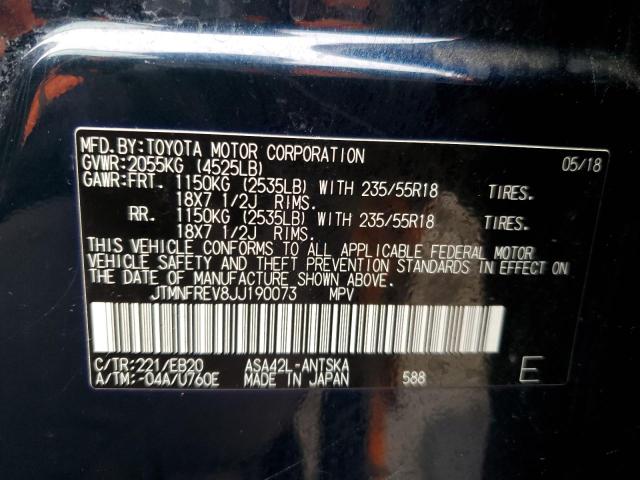 MFD.BY:TOYOTA MOTOR CORPORATION 05/18
GVWR:2055KG (4525LB)
GAWR:FRT. 1150KG (2535LB) WITH 235/55R18 TIRES.
18X7 1/2J RIMS.
RR. 1150KG (2535LB) WITH 235/55R18 TIRES.
18X7 1/2J RIMS.
THIS VEHICLE CONFORMS TO ALL APPLICABLE FEDERAL MOTOR
VEHICLE SAFETY AND THEFT PREVENTION STANDARDS IN EFFECT ON
THE DATE OF MANUFACTURE SHOWN ABOVE.
JTMNFREV8JJ190073 MPV
C/TR:221/EB20 ASA42L-ANTSKA
A/TM:-04A/U760E MADE IN JAPAN 588 E